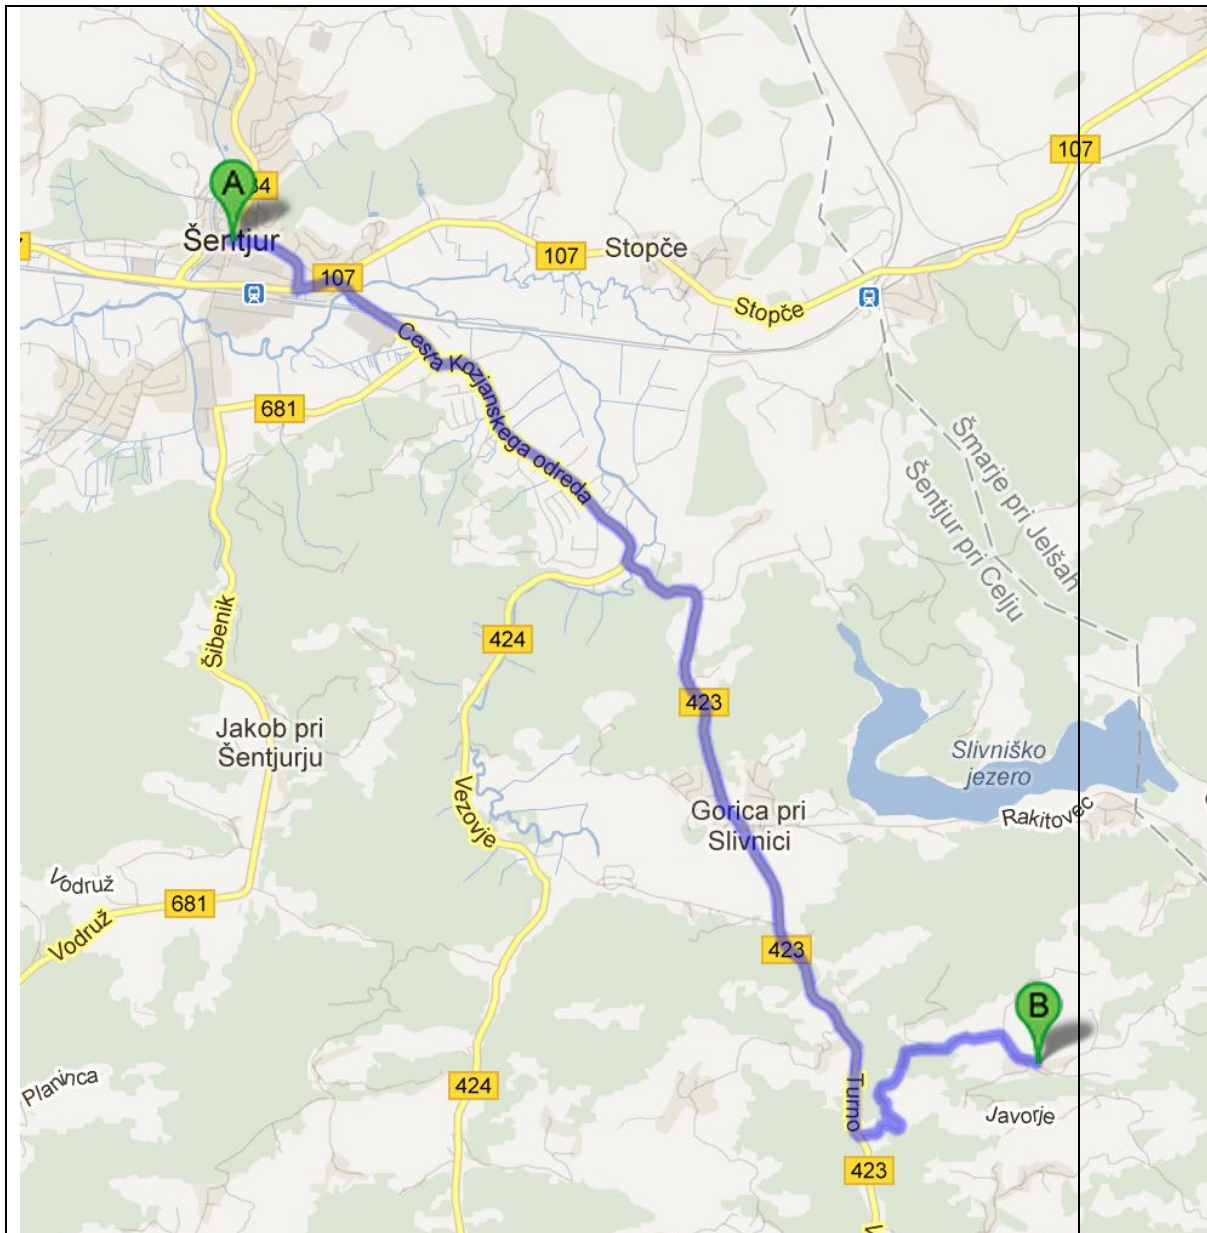 A
34
Šentjur
107
107
Stopče
107
Stopče
Cesta Kozjanskega odreda
681
Šmarje pri Jelšah
Šentjur pri Celju
Šibenik
424
423
Jakob pri
Šentjurju
Slivniško
jezero
Vezovje
Gorica pri
Slivnici
Rakitovec
Vodruž
681
Vodruž
423
B
Planinca
424
Turno
Javorje
423